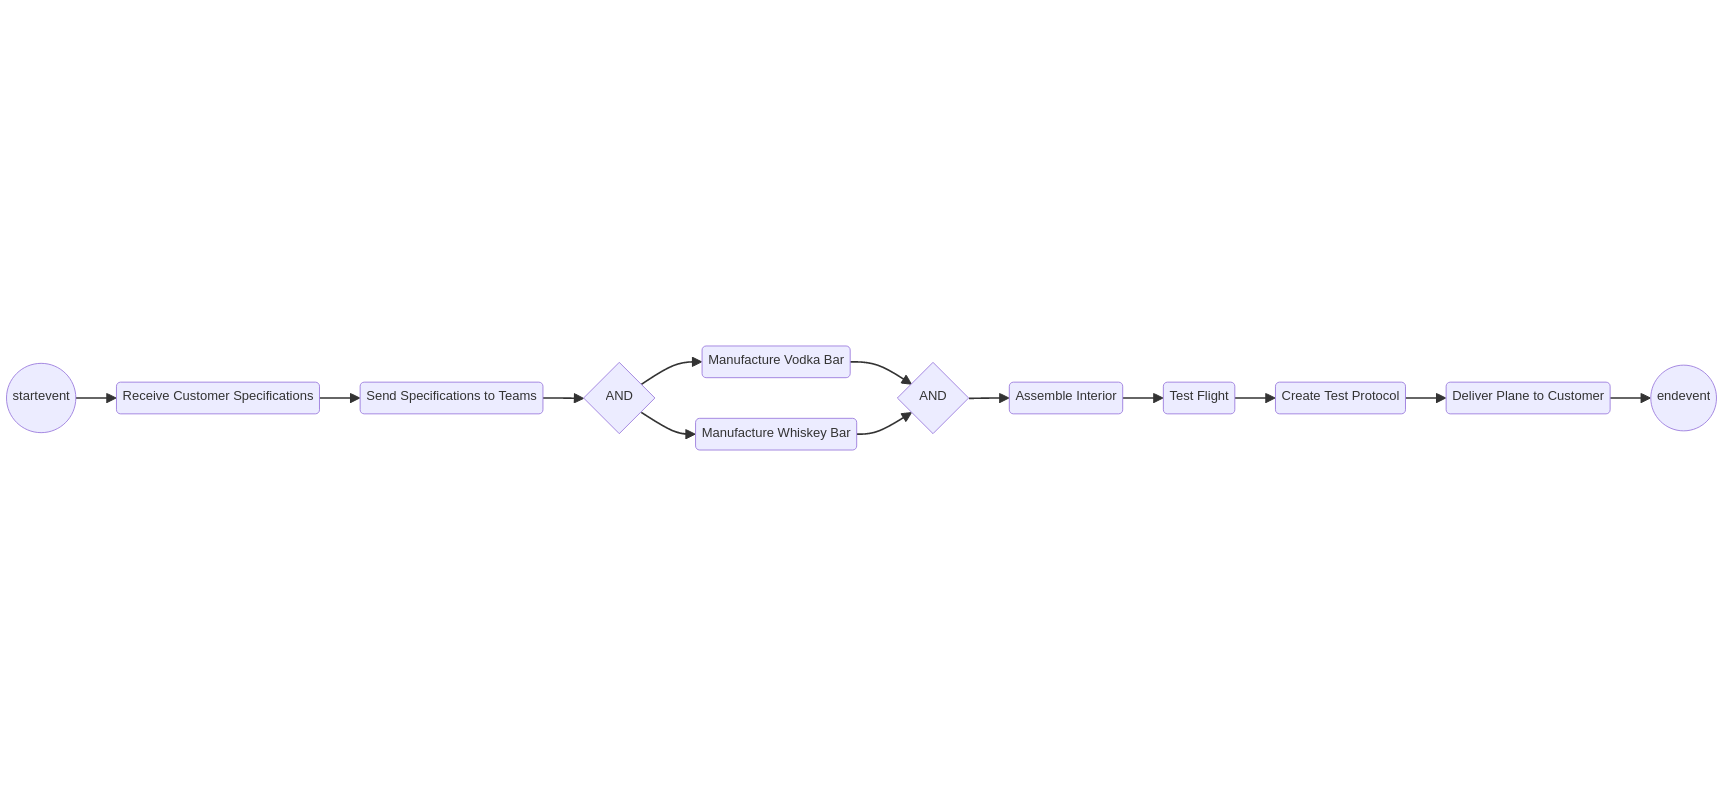 startevent
Receive Customer Specifications
Send Specifications to Teams
AND
Manufacture Vodka Bar
Manufacture Whiskey Bar
AND
Assemble Interior
Test Flight
Create Test Protocol
Deliver Plane to Customer
endevent